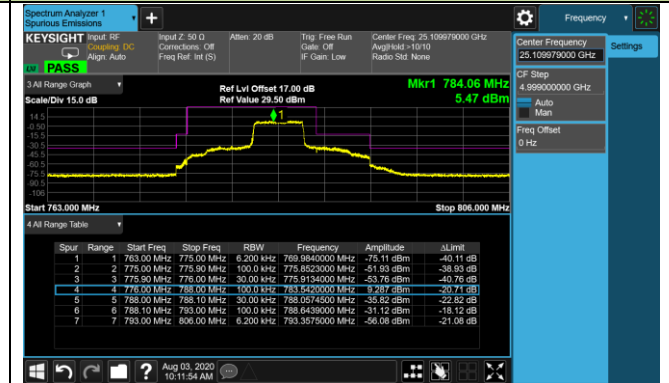 Spectrum Analyzer 1
Spurious Emissions
+
Frequency
KEYSIGHT Input: RF Input Z: 50 Ω Atten: 20 dB Trig: Free Run Center Freq: 25.109979000 GHz
Coupling: DC Corrections: Off Gate: Off Avg|Hold:>10/10
Align: Auto Freq Ref: Int (S) IF Gain: Low Radio Std: None
PASS
Center Frequency
25.109979000 GHz
Settings
CF Step
4.999000000 GHz
Auto
Man
Freq Offset
0 Hz
3 All Range Graph
Ref Lvl Offset 17.00 dB
Mkr1 784.06 MHz
Scale/Div 15.0 dB
Ref Value 29.50 dBm
5.47 dBm
1
14.5
-0.50
-15.5
-30.5
-45.5
-60.5
-75.5
-90.5
-106
Start 763.000 MHz
Stop 806.000 MHz
4 All Range Table
Spur Range Start Freq Stop Freq RBW Frequency Amplitude ΔLimit
1 1 763.00 MHz 775.00 MHz 6.200 kHz 769.9840000 MHz -75.11 dBm -40.11 dB
2 2 775.00 MHz 775.90 MHz 100.0 kHz 775.8523000 MHz -51.93 dBm -38.93 dB
3 3 775.90 MHz 776.00 MHz 30.00 kHz 775.9134000 MHz -53.76 dBm -40.76 dB
4 4 776.00 MHz 788.00 MHz 100.0 kHz 783.5420000 MHz 9.287 dBm -20.71 dB
5 5 788.00 MHz 788.10 MHz 30.00 kHz 788.0574500 MHz -35.82 dBm -22.82 dB
6 6 788.10 MHz 793.00 MHz 100.0 kHz 788.6439000 MHz -31.12 dBm -18.12 dB
7 7 793.00 MHz 806.00 MHz 6.200 kHz 793.3575000 MHz -56.08 dBm -21.08 dB
?
Aug 03, 2020
10:11:54 AM